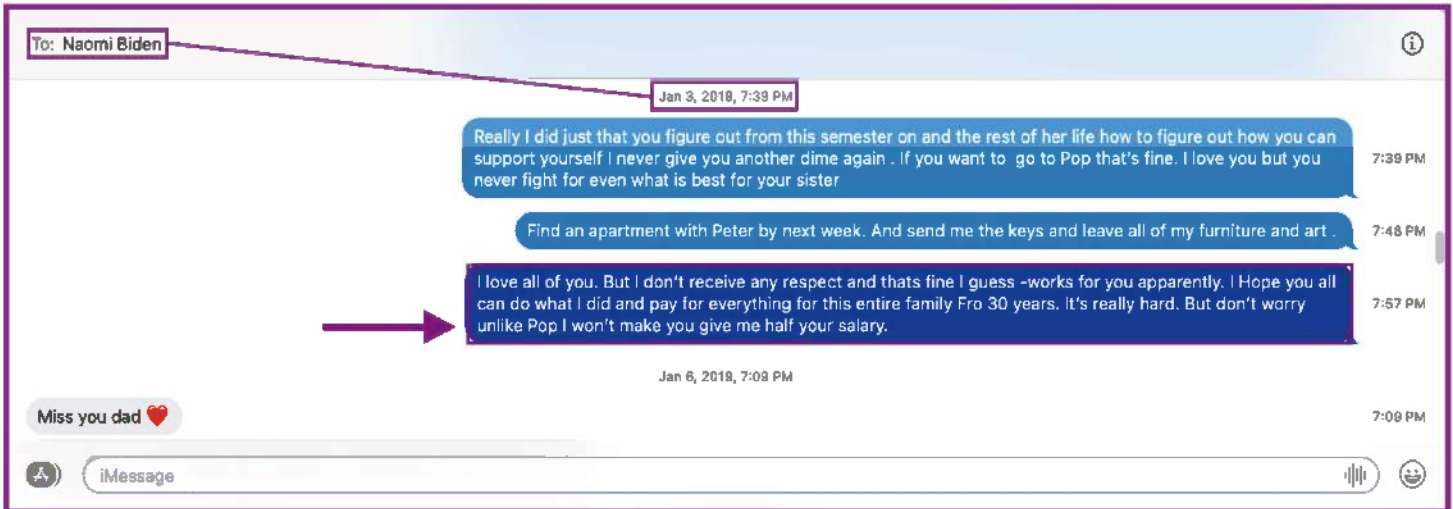 To: Naomi Biden
Jan 3, 2019, 7:39 PM
Really I did just that you figure out from this semester on and the rest of her life how to figure out how you can
support yourself I never give you another dime again . If you want to go to Pop that's fine. I love you but you
never fight for even what is best for your sister
7:39 PM
Find an apartment with Peter by next week. And send me the keys and leave all of my furniture and art .
7:48 PM
I love all of you. But I don't receive any respect and thats fine I guess -works for you apparently. I Hope you all
can do what I did and pay for everything for this entire family Fro 30 years. It's really hard. But don't worry
unlike Pop I won't make you give me half your salary.
7:57 PM
Jan 6, 2019, 7:09 PM
Miss you dad ❤️
7:09 PM
iMessage